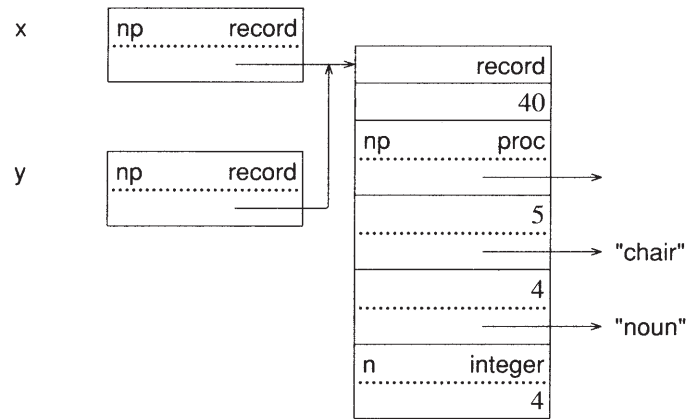 x
np record
record
40
y
np record
np proc
5
"chair"
4
"noun"
n integer
4